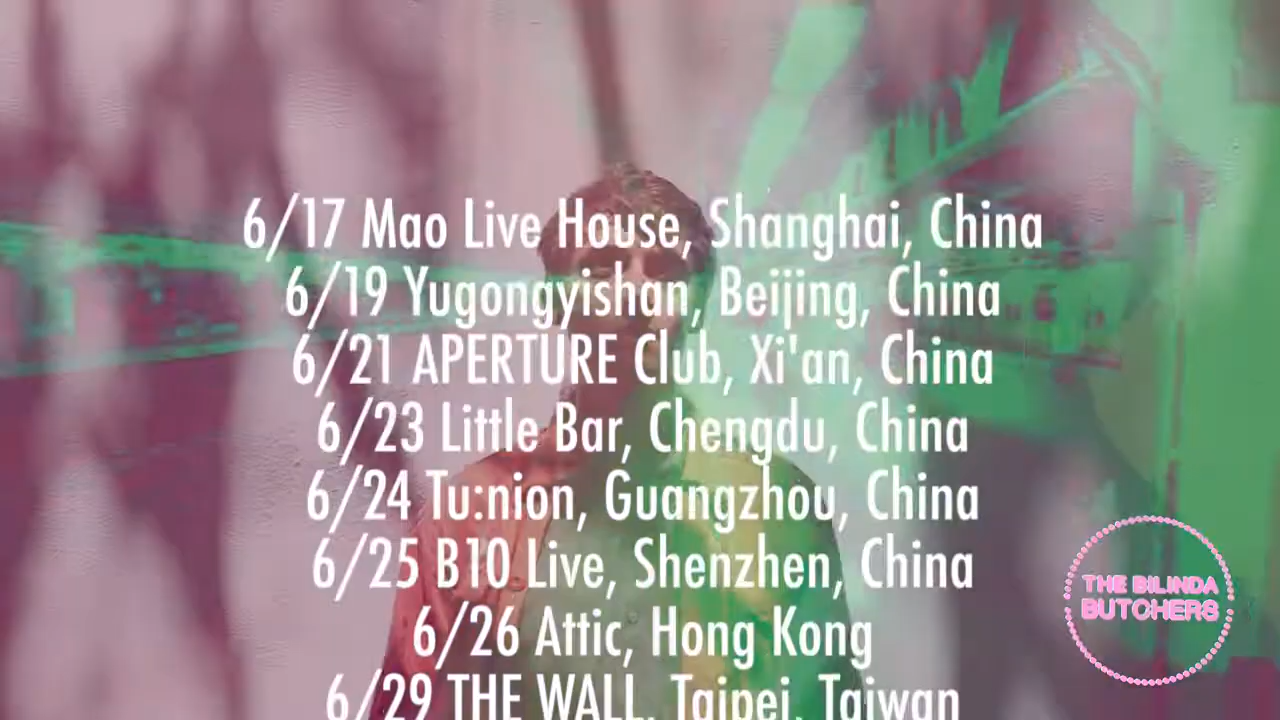 6/17 Mao Live House, Shanghai, China
6/19 Yugongyishan, Beijing, China
6/21 APERTURE Club, Xi'an, China
6/23 Little Bar, Chengdu, China
6/24 Tu:nion, Guangzhou, China
6/25 B10 Live, Shenzhen, China
6/26 Attic, Hong Kong
6/29 THE WALL, Taipei, Taiwan
THE BILINDA
BUTCHERS